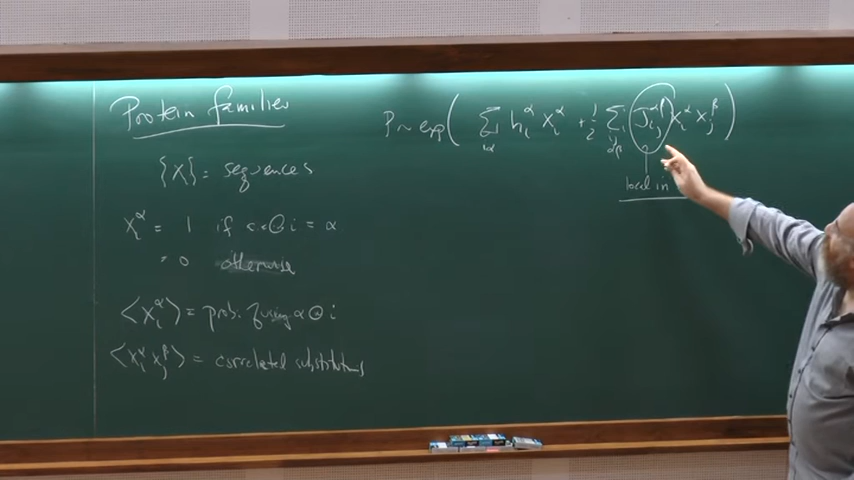 Protein families
{X} = sequences
x_i^α = 1 if a.a @ i = α
= 0 otherwise
<x_i^α> = prob. of using α @ i
<x_i^α x_j^β> = correlated substitutions
P ~ exp( Σ_{iα} h_i^α x_i^α + 1/2 Σ_{ij αβ} J_{ij}^{αβ} x_i^α x_j^β )
local in